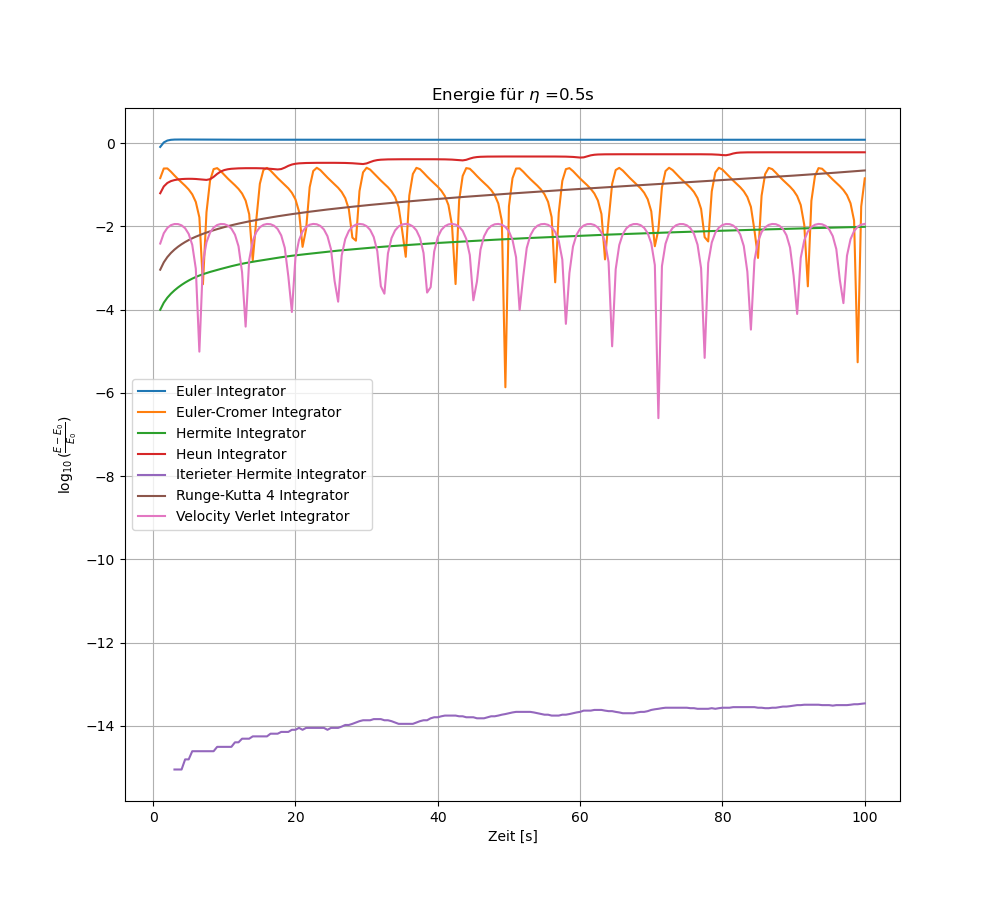 Energie für η =0.5s
0
−2
−4
−6
−8
−10
−12
−14
log₁₀(E − E₀/E₀)
Euler Integrator
Euler-Cromer Integrator
Hermite Integrator
Heun Integrator
Iterieter Hermite Integrator
Runge-Kutta 4 Integrator
Velocity Verlet Integrator
0 20 40 60 80 100
Zeit [s]